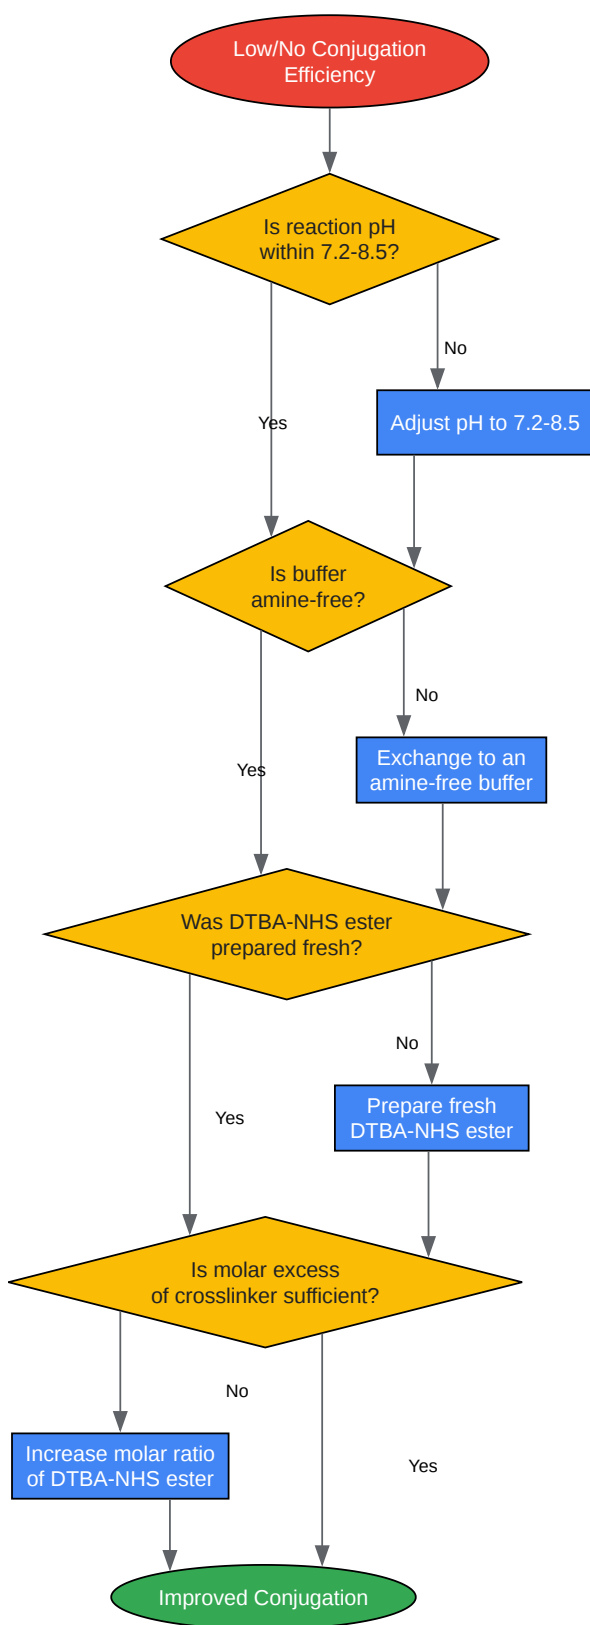 Low/No Conjugation
Efficiency
Is reaction pH
within 7.2-8.5?
No
Yes
Adjust pH to 7.2-8.5
Is buffer
amine-free?
No
Yes
Exchange to an
amine-free buffer
Was DTBA-NHS ester
prepared fresh?
No
Yes
Prepare fresh
DTBA-NHS ester
Is molar excess
of crosslinker sufficient?
No
Yes
Increase molar ratio
of DTBA-NHS ester
Improved Conjugation